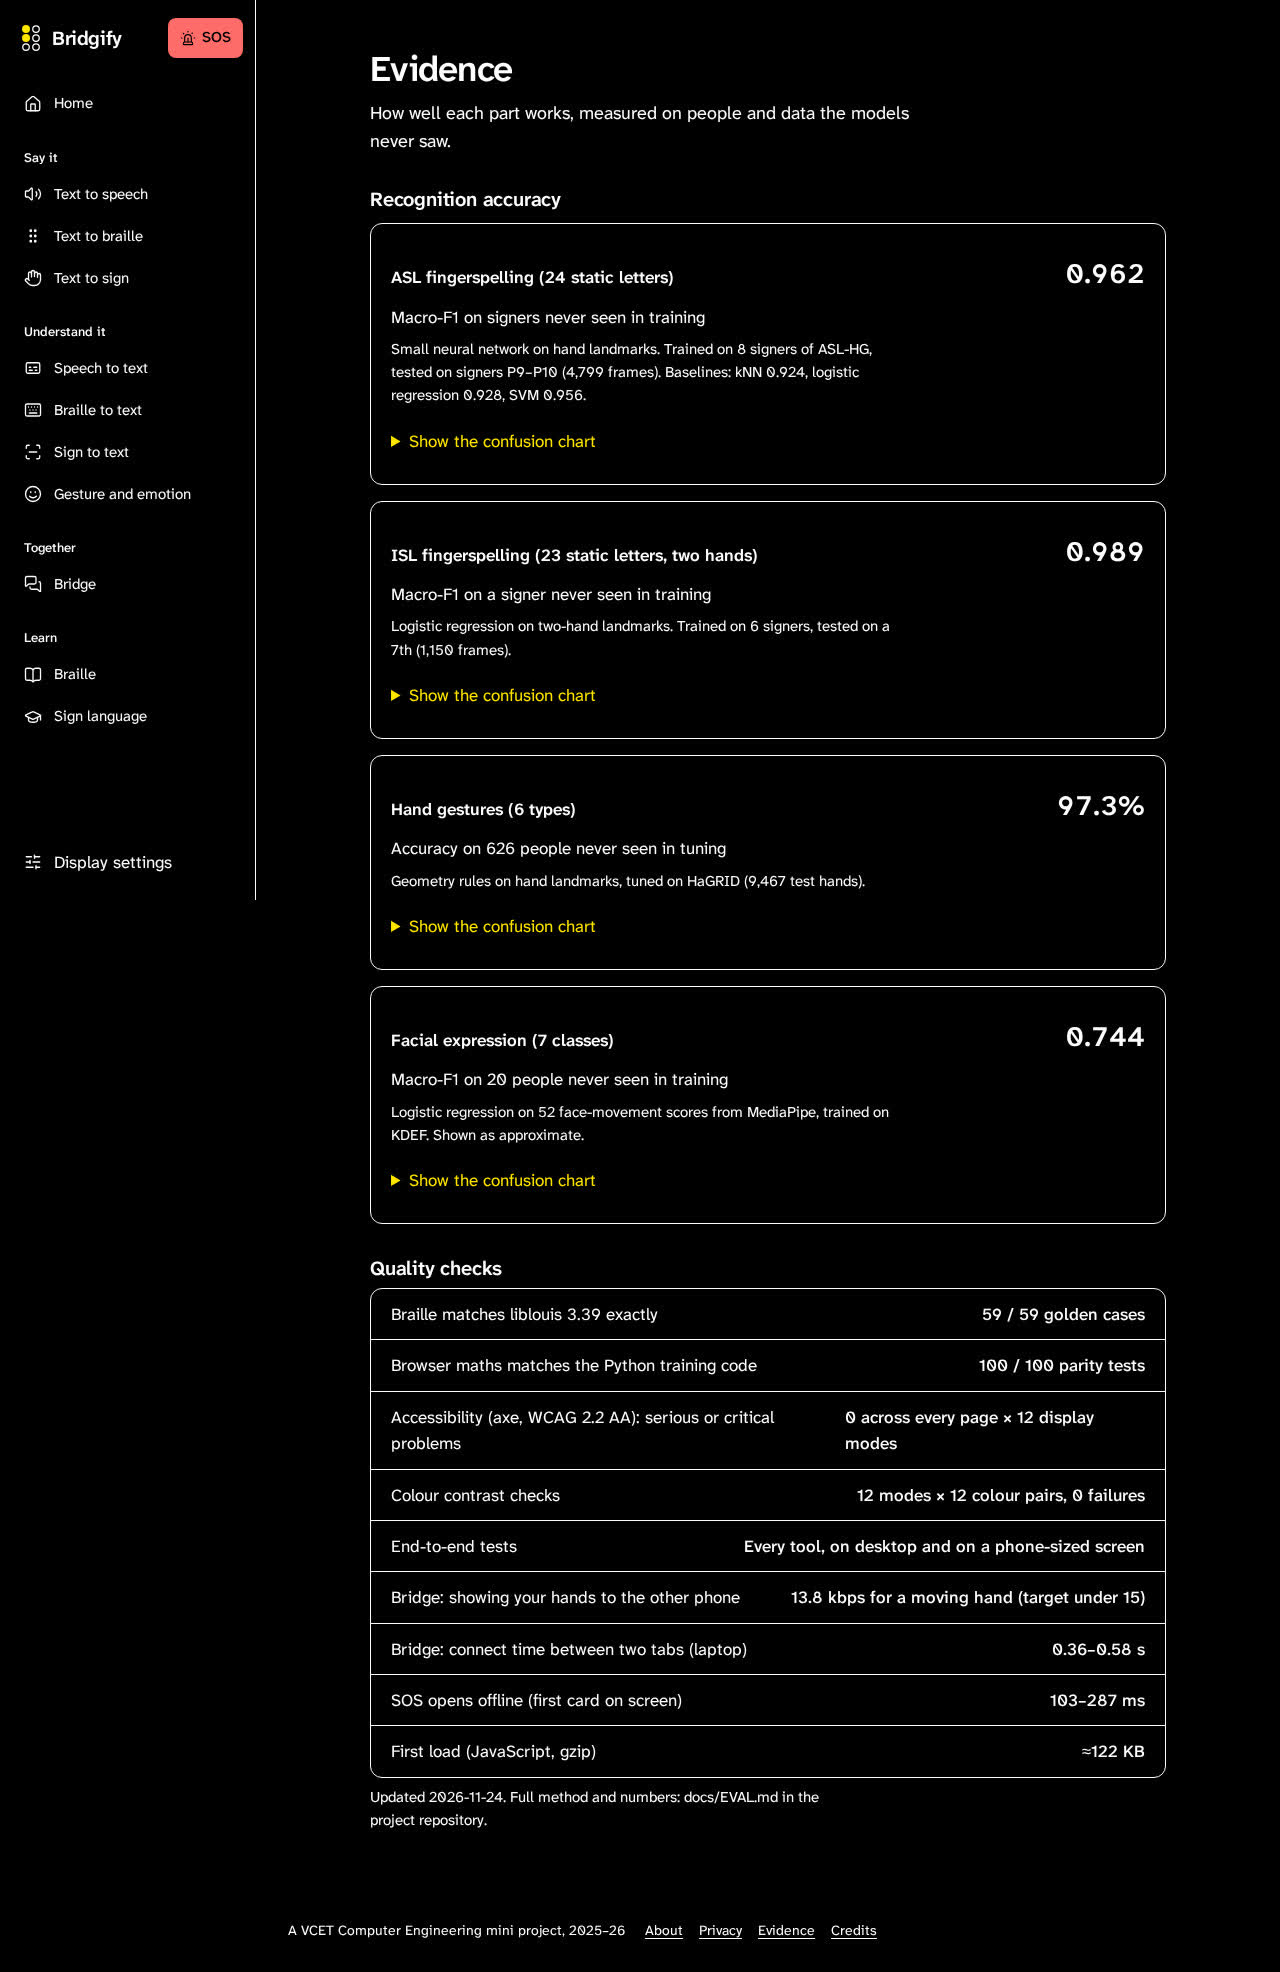 Bridgify
SOS
Home
Say it
Text to speech
Text to braille
Text to sign
Understand it
Speech to text
Braille to text
Sign to text
Gesture and emotion
Together
Bridge
Learn
Braille
Sign language
Display settings
Evidence
How well each part works, measured on people and data the models
never saw.
Recognition accuracy
ASL fingerspelling (24 static letters)
0.962
Macro-F1 on signers never seen in training
Small neural network on hand landmarks. Trained on 8 signers of ASL-HG,
tested on signers P9–P10 (4,799 frames). Baselines: kNN 0.924, logistic
regression 0.928, SVM 0.956.
Show the confusion chart
ISL fingerspelling (23 static letters, two hands)
0.989
Macro-F1 on a signer never seen in training
Logistic regression on two-hand landmarks. Trained on 6 signers, tested on a
7th (1,150 frames).
Show the confusion chart
Hand gestures (6 types)
97.3%
Accuracy on 626 people never seen in tuning
Geometry rules on hand landmarks, tuned on HaGRID (9,467 test hands).
Show the confusion chart
Facial expression (7 classes)
0.744
Macro-F1 on 20 people never seen in training
Logistic regression on 52 face-movement scores from MediaPipe, trained on
KDEF. Shown as approximate.
Show the confusion chart
Quality checks
Braille matches liblouis 3.39 exactly
59 / 59 golden cases
Browser maths matches the Python training code
100 / 100 parity tests
Accessibility (axe, WCAG 2.2 AA): serious or critical
problems
0 across every page × 12 display
modes
Colour contrast checks
12 modes × 12 colour pairs, 0 failures
End-to-end tests
Every tool, on desktop and on a phone-sized screen
Bridge: showing your hands to the other phone
13.8 kbps for a moving hand (target under 15)
Bridge: connect time between two tabs (laptop)
0.36–0.58 s
SOS opens offline (first card on screen)
103–287 ms
First load (JavaScript, gzip)
≈122 KB
Updated 2026-11-24. Full method and numbers: docs/EVAL.md in the
project repository.
A VCET Computer Engineering mini project, 2025–26
About
Privacy
Evidence
Credits